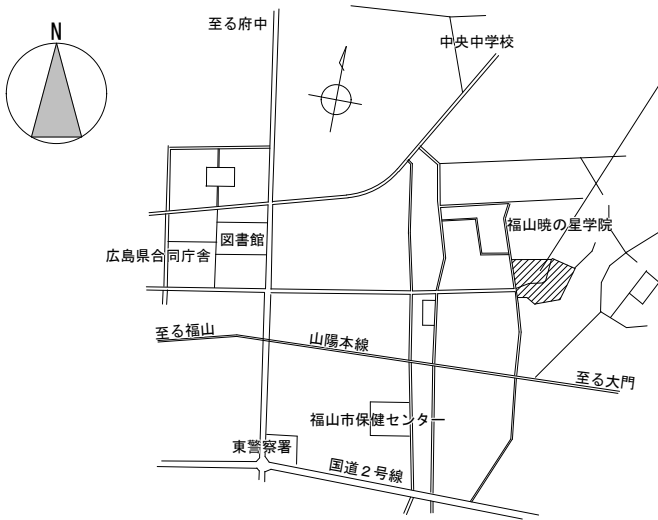 至る府中
N
中央中学校
福山暁の星学院
図書館
広島県合同庁舎
至る福山
山陽本線
至る大門
福山市保健センター
東警察署
国道２号線